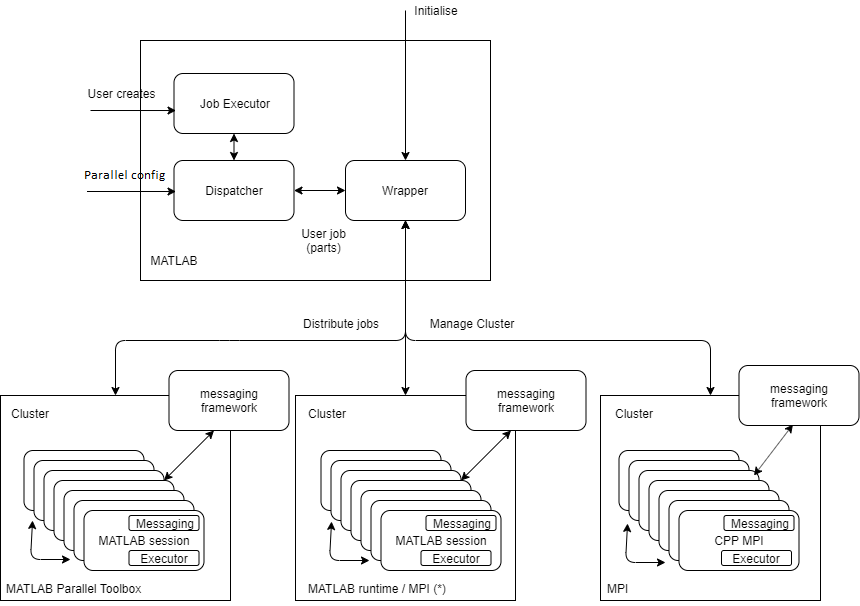 Initialise
User creates
Job Executor
Parallel config
Dispatcher
Wrapper
User job
(parts)
MATLAB
Distribute jobs
Manage Cluster
messaging
framework
Cluster
Messaging
MATLAB session
Executor
MATLAB Parallel Toolbox
messaging
framework
Cluster
Messaging
MATLAB session
Executor
MATLAB runtime / MPI (*)
messaging
framework
Cluster
Messaging
CPP MPI
Executor
MPI